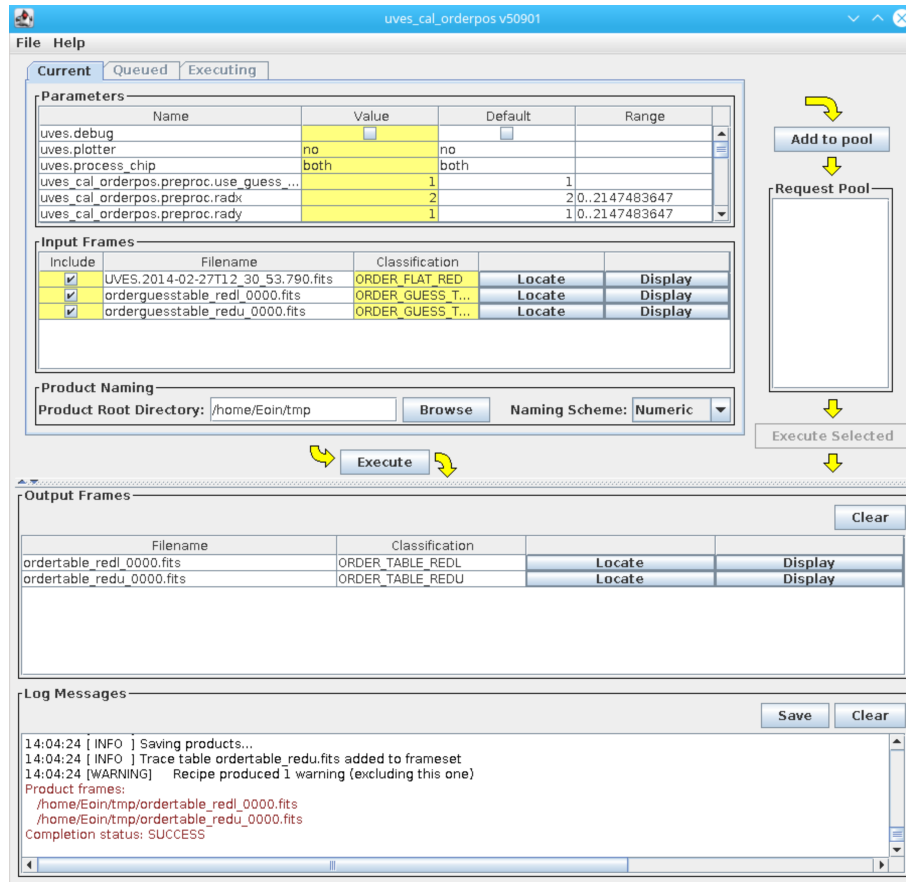 uves_cal_orderpos v50901
File Help
Current Queued Executing
Parameters
Name Value Default Range
uves.debug
uves.plotter no no
uves.process_chip both both
uves_cal_orderpos.preproc.use_guess_... 1 1
uves_cal_orderpos.preproc.radx 2 2 0..2147483647
uves_cal_orderpos.preproc.rady 1 1 0..2147483647
Add to pool
Request Pool
Input Frames
Include Filename Classification
UVES.2014-02-27T12_30_53.790.fits ORDER_FLAT_RED Locate Display
orderguesstable_redl_0000.fits ORDER_GUESS_T... Locate Display
orderguesstable_redu_0000.fits ORDER_GUESS_T... Locate Display
Product Naming
Product Root Directory: /home/Eoin/tmp Browse Naming Scheme: Numeric
Execute Selected
Execute
Output Frames
Clear
Filename Classification
ordertable_redl_0000.fits ORDER_TABLE_REDL Locate Display
ordertable_redu_0000.fits ORDER_TABLE_REDU Locate Display
Log Messages
Save Clear
14:04:24 [ INFO ] Saving products...
14:04:24 [ INFO ] Trace table ordertable_redu.fits added to frameset
14:04:24 [WARNING] Recipe produced 1 warning (excluding this one)
Product frames:
/home/Eoin/tmp/ordertable_redl_0000.fits
/home/Eoin/tmp/ordertable_redu_0000.fits
Completion status: SUCCESS